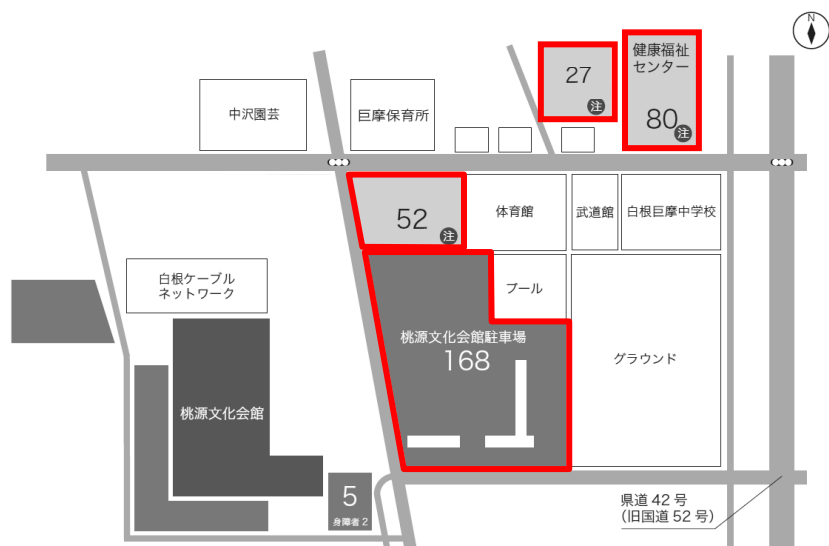 N
健康福祉
センター
27
注
80
注
中沢園芸
巨摩保育所
52
注
体育館
武道館
白根巨摩中学校
白根ケーブル
ネットワーク
プール
桃源文化会館駐車場
168
グラウンド
桃源文化会館
5
身障者 2
県道 42 号
(旧国道 52 号)